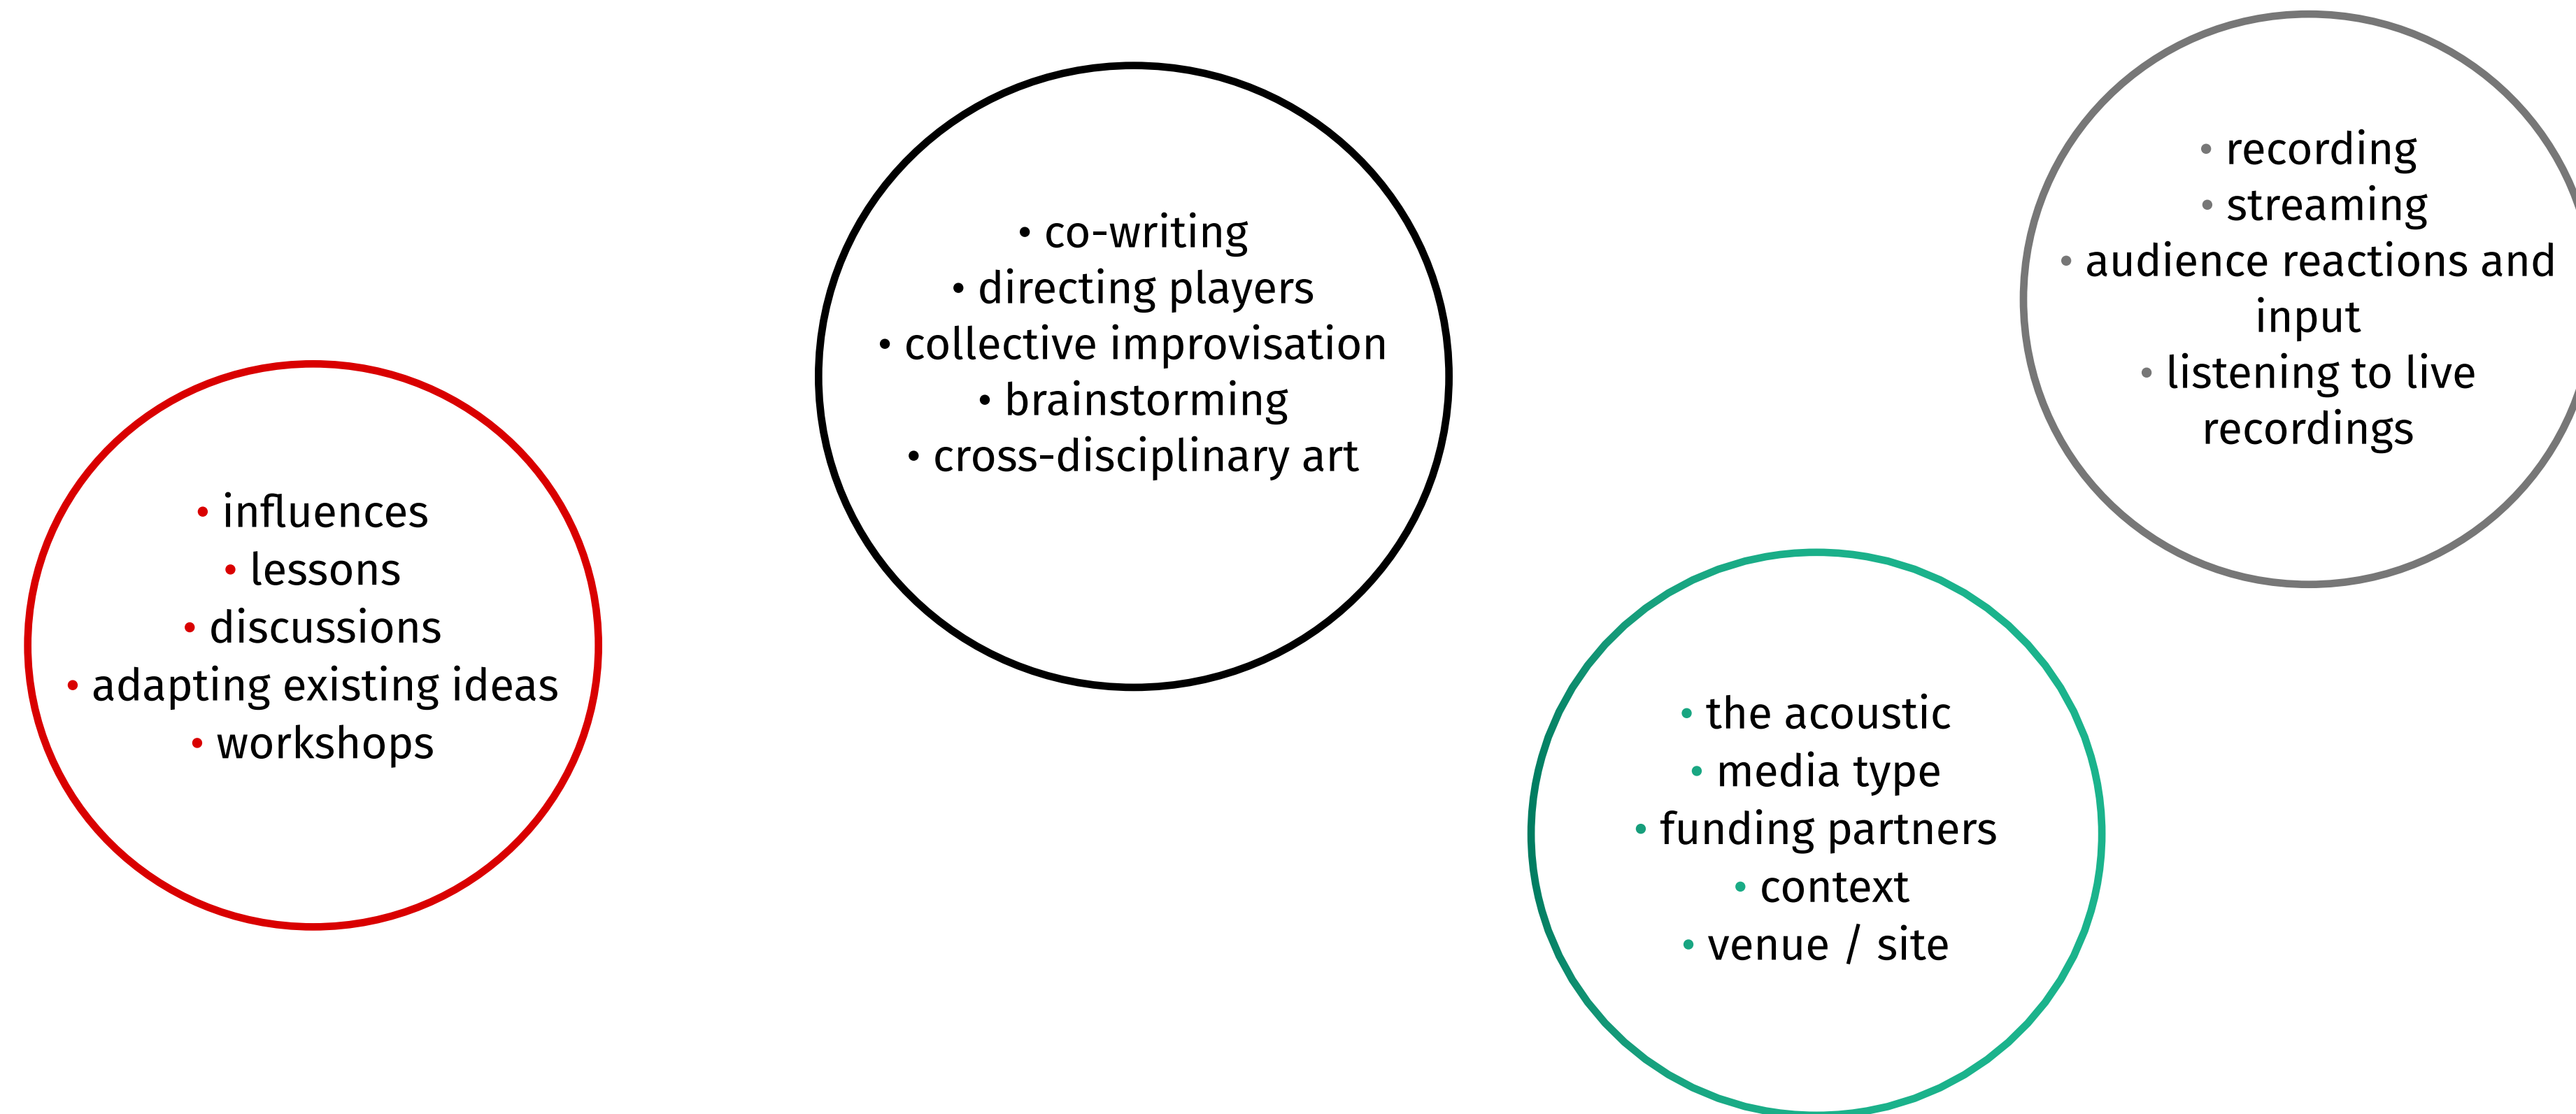 • influences
• lessons
• discussions
• adapting existing ideas
• workshops
• co-writing
• directing players
• collective improvisation
• brainstorming
• cross-disciplinary art
• the acoustic
• media type
• funding partners
• context
• venue / site
• recording
• streaming
• audience reactions and
input
• listening to live
recordings